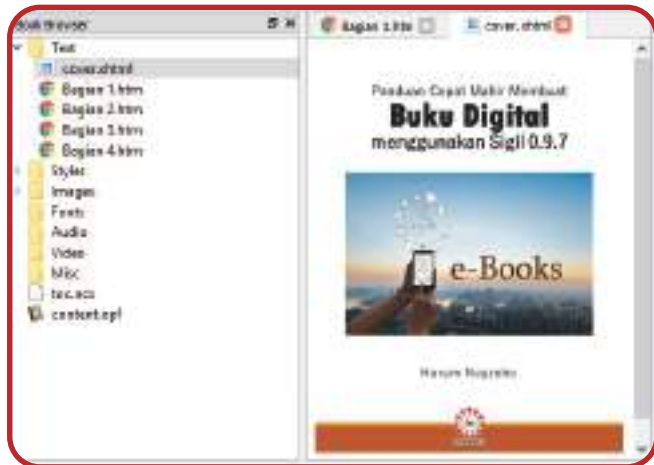 Book Browser
Text
cover.xhtml
Bagian 1.htm
Bagian 2.htm
Bagian 3.htm
Bagian 4.htm
Styles
Images
Fonts
Audio
Video
Misc
toc.ncx
content.opf
Bagian 1.htm
cover.xhtml
Panduan Cepat Mahir Membuat
Buku Digital
menggunakan Sigil 0.9.7
e-Books